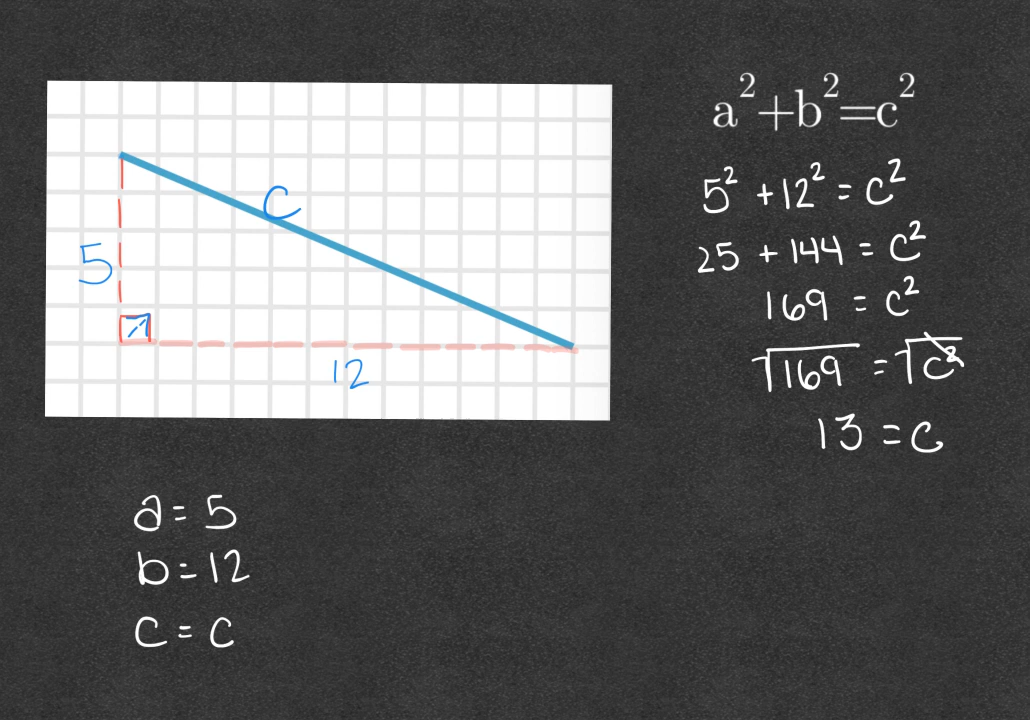 a²+b²=c²
5² + 12² = c²
25 + 144 = c²
169 = c²
√169 = √c²
13 = c
c
5
12
a = 5
b = 12
c = c